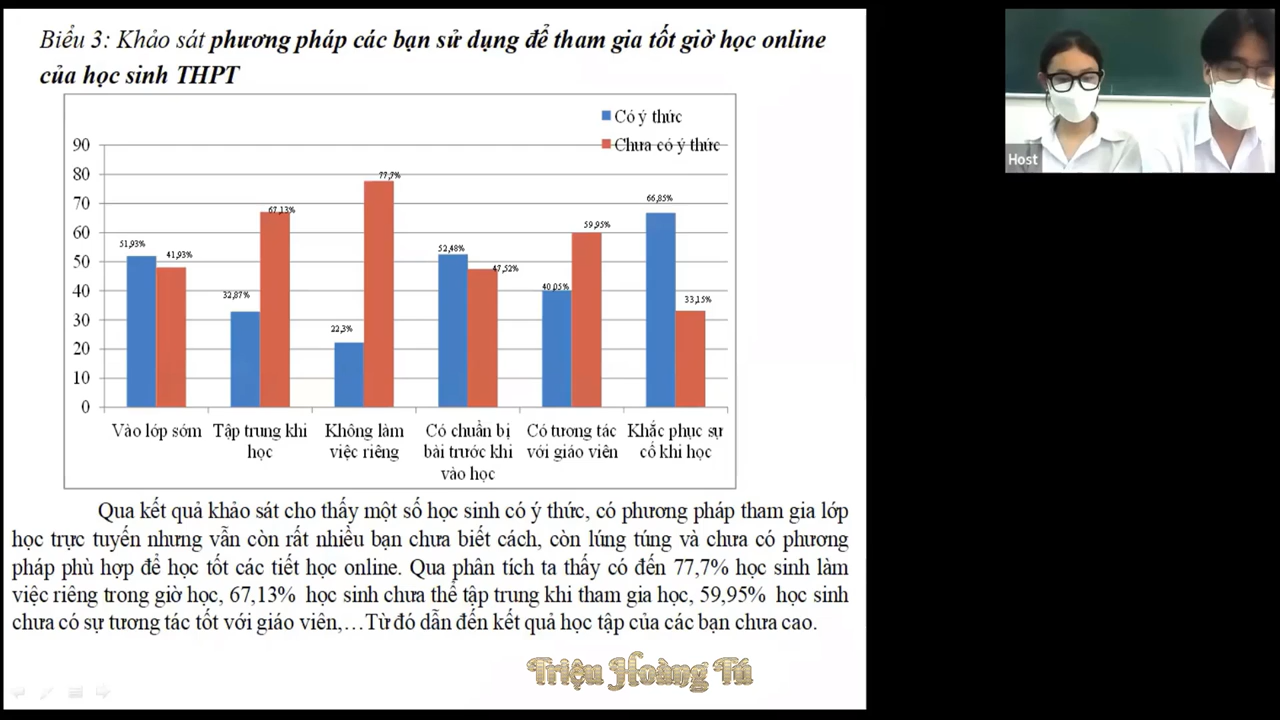 Biểu 3: Khảo sát phương pháp các bạn sử dụng để tham gia tốt giờ học online
của học sinh THPT
Có ý thức
Chưa có ý thức
90
80
70
60
50
40
30
20
10
0
51,93%
41,93%
32,87%
67,13%
22,3%
77,7%
52,48%
47,52%
40,05%
59,95%
66,85%
33,15%
Vào lớp sớm
Tập trung khi
học
Không làm
việc riêng
Có chuẩn bị
bài trước khi
vào học
Có tương tác
với giáo viên
Khắc phục sự
cố khi học
Qua kết quả khảo sát cho thấy một số học sinh có ý thức, có phương pháp tham gia lớp
học trực tuyến nhưng vẫn còn rất nhiều bạn chưa biết cách, còn lúng túng và chưa có phương
pháp phù hợp để học tốt các tiết học online. Qua phân tích ta thấy có đến 77,7% học sinh làm
việc riêng trong giờ học, 67,13% học sinh chưa thể tập trung khi tham gia học, 59,95% học sinh
chưa có sự tương tác tốt với giáo viên,…Từ đó dẫn đến kết quả học tập của các bạn chưa cao.
Triệu Hoàng Tú
Host